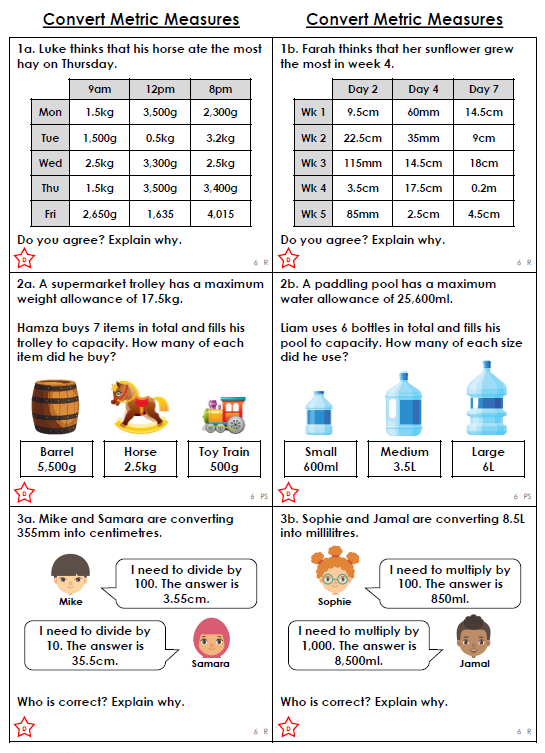 Convert Metric Measures
Convert Metric Measures
1a. Luke thinks that his horse ate the most
hay on Thursday.
9am 12pm 8pm
Mon 1.5kg 3,500g 2,300g
Tue 1,500g 0.5kg 3.2kg
Wed 2.5kg 3,300g 2.5kg
Thu 1.5kg 3,500g 3,400g
Fri 2,650g 1,635 4,015
Do you agree? Explain why.
D
6 R
1b. Farah thinks that her sunflower grew
the most in week 4.
Day 2 Day 4 Day 7
Wk 1 9.5cm 60mm 14.5cm
Wk 2 22.5cm 35mm 9cm
Wk 3 115mm 14.5cm 18cm
Wk 4 3.5cm 17.5cm 0.2m
Wk 5 85mm 2.5cm 4.5cm
Do you agree? Explain why.
D
6 R
2a. A supermarket trolley has a maximum
weight allowance of 17.5kg.
Hamza buys 7 items in total and fills his
trolley to capacity. How many of each
item did he buy?
Barrel
5,500g
Horse
2.5kg
Toy Train
500g
D
6 PS
2b. A paddling pool has a maximum
water allowance of 25,600ml.
Liam uses 6 bottles in total and fills his
pool to capacity. How many of each size
did he use?
Small
600ml
Medium
3.5L
Large
6L
D
6 PS
3a. Mike and Samara are converting
355mm into centimetres.
I need to divide by
100. The answer is
3.55cm.
Mike
I need to divide by
10. The answer is
35.5cm.
Samara
Who is correct? Explain why.
D
6 R
3b. Sophie and Jamal are converting 8.5L
into millilitres.
I need to multiply by
100. The answer is
850ml.
Sophie
I need to multiply by
1,000. The answer is
8,500ml.
Jamal
Who is correct? Explain why.
D
6 R